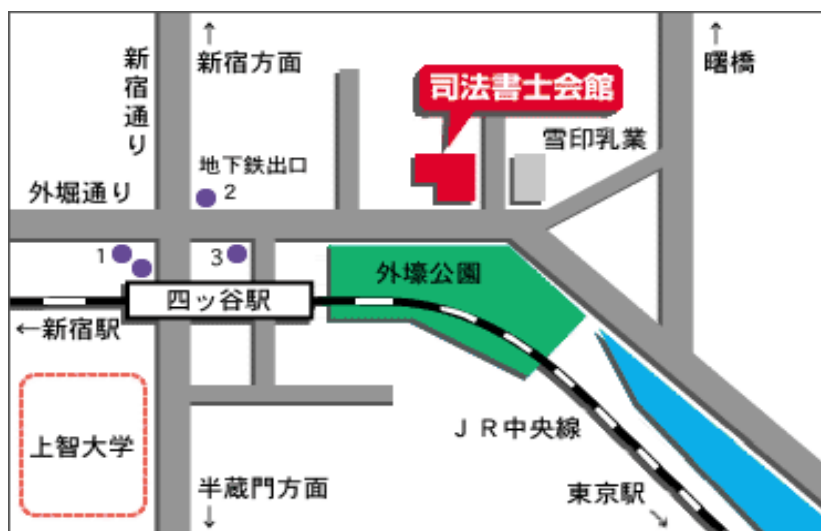 ↑
新宿方面
新宿通り
司法書士会館
↑
曙橋
雪印乳業
地下鉄出口
2
外堀通り
1
3
外壕公園
四ッ谷駅
←新宿駅
上智大学
JR中央線
半蔵門方面
↓
東京駅
↘